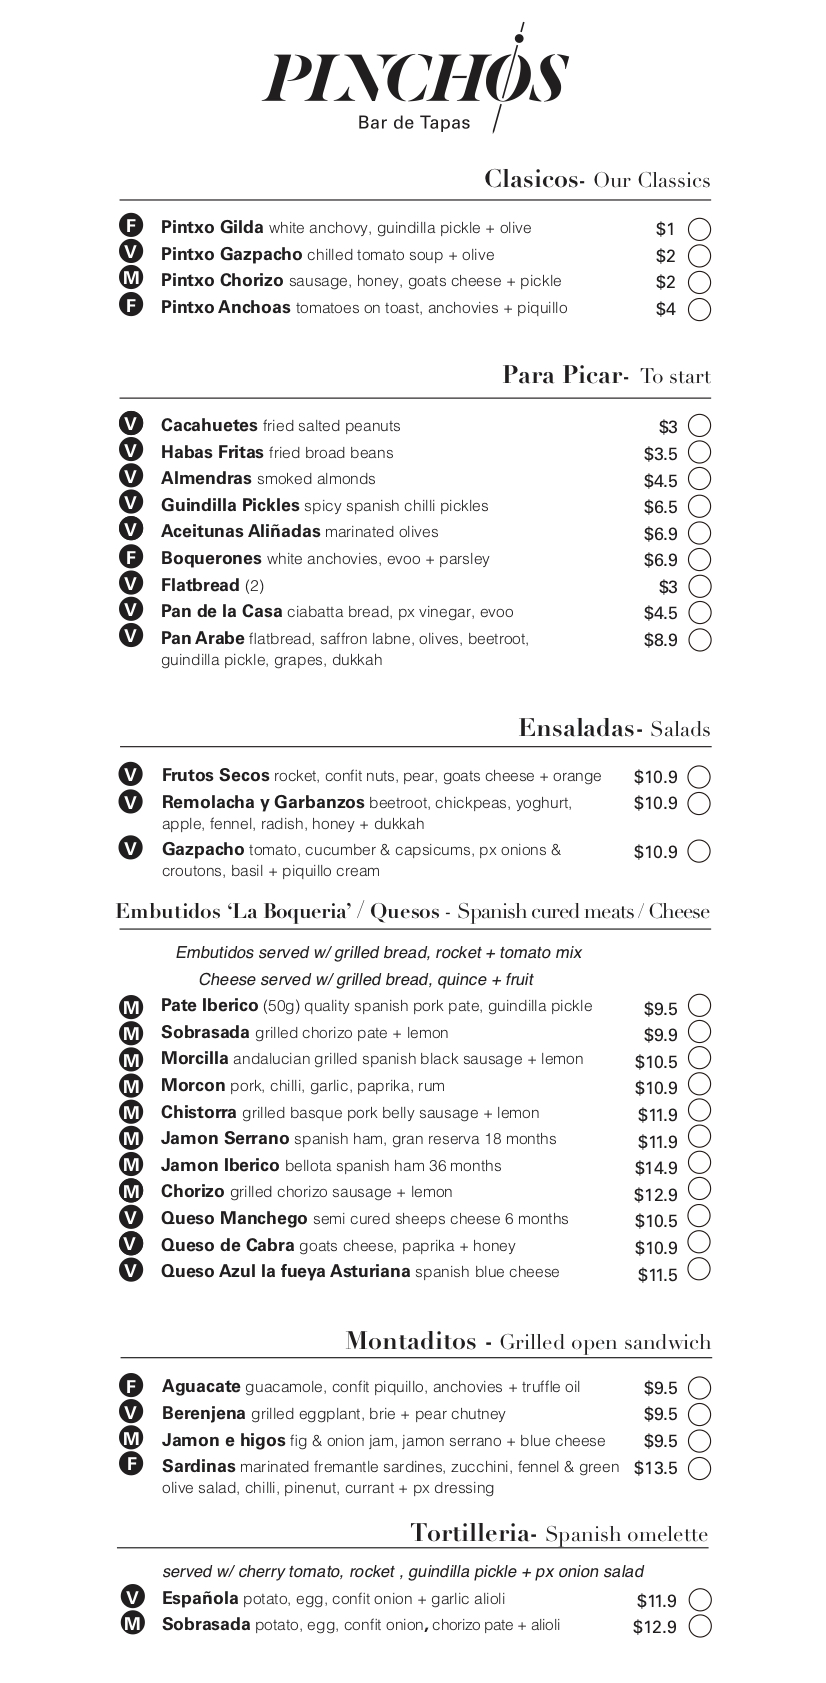 PINCHOS
Bar de Tapas
Clasicos- Our Classics
F Pintxo Gilda white anchovy, guindilla pickle + olive $1
V Pintxo Gazpacho chilled tomato soup + olive $2
M Pintxo Chorizo sausage, honey, goats cheese + pickle $2
F Pintxo Anchoas tomatoes on toast, anchovies + piquillo $4
Para Picar- To start
V Cacahuetes fried salted peanuts $3
V Habas Fritas fried broad beans $3.5
V Almendras smoked almonds $4.5
V Guindilla Pickles spicy spanish chilli pickles $6.5
V Aceitunas Aliñadas marinated olives $6.9
F Boquerones white anchovies, evoo + parsley $6.9
V Flatbread (2) $3
V Pan de la Casa ciabatta bread, px vinegar, evoo $4.5
V Pan Arabe flatbread, saffron labne, olives, beetroot, $8.9
guindilla pickle, grapes, dukkah
Ensaladas- Salads
V Frutos Secos rocket, confit nuts, pear, goats cheese + orange $10.9
V Remolacha y Garbanzos beetroot, chickpeas, yoghurt, $10.9
apple, fennel, radish, honey + dukkah
V Gazpacho tomato, cucumber & capsicums, px onions & $10.9
croutons, basil + piquillo cream
Embutidos ‘La Boqueria’ / Quesos - Spanish cured meats / Cheese
Embutidos served w/ grilled bread, rocket + tomato mix
Cheese served w/ grilled bread, quince + fruit
M Pate Iberico (50g) quality spanish pork pate, guindilla pickle $9.5
M Sobrasada grilled chorizo pate + lemon $9.9
M Morcilla andalucian grilled spanish black sausage + lemon $10.5
M Morcon pork, chilli, garlic, paprika, rum $10.9
M Chistorra grilled basque pork belly sausage + lemon $11.9
M Jamon Serrano spanish ham, gran reserva 18 months $11.9
M Jamon Iberico bellota spanish ham 36 months $14.9
M Chorizo grilled chorizo sausage + lemon $12.9
V Queso Manchego semi cured sheeps cheese 6 months $10.5
V Queso de Cabra goats cheese, paprika + honey $10.9
V Queso Azul la fueya Asturiana spanish blue cheese $11.5
Montaditos - Grilled open sandwich
F Aguacate guacamole, confit piquillo, anchovies + truffle oil $9.5
V Berenjena grilled eggplant, brie + pear chutney $9.5
M Jamon e higos fig & onion jam, jamon serrano + blue cheese $9.5
F Sardinas marinated fremantle sardines, zucchini, fennel & green $13.5
olive salad, chilli, pinenut, currant + px dressing
Tortilleria- Spanish omelette
served w/ cherry tomato, rocket , guindilla pickle + px onion salad
V Española potato, egg, confit onion + garlic alioli $11.9
M Sobrasada potato, egg, confit onion, chorizo pate + alioli $12.9